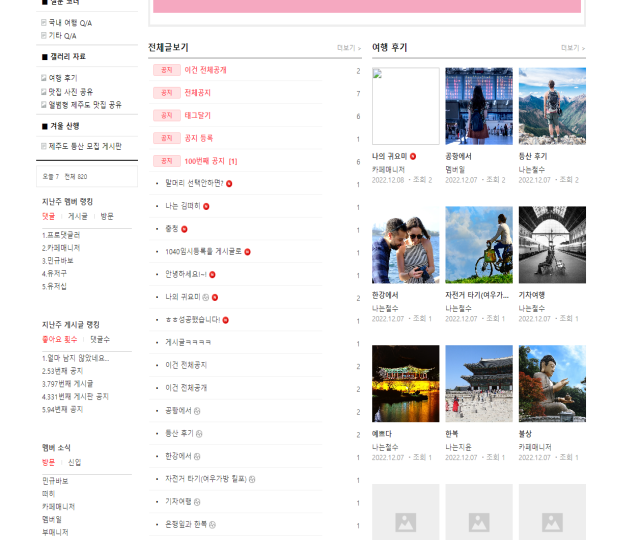 ■ 질문 코너
국내 여행 Q/A
기타 Q/A
■ 갤러리 자료
여행 후기
맛집 사진 공유
앨범형 제주도 맛집 공유
■ 겨울 산행
제주도 등산 모집 게시판
오늘 7 전체 820
지난주 멤버 랭킹
댓글 게시글 방문
1.프로댓글러
2.카페매니저
3.민규바보
4.유저구
5.유저십
지난주 게시글 랭킹
좋아요 횟수 댓글수
1.얼마 남지 않았네요...
2.53번째 공지
3.797번째 게시글
4.331번째 게시판 공지
5.94번째 공지
멤버 소식
방문 신입
민규바보
떠히
카페매니저
멤버일
부매니저
전체글보기
더보기 >
공지 이건 전체공개 2
공지 전체공지 7
공지 태그달기 6
공지 공지 등록 1
공지 100번째 공지 [1] 6
• 말머리 선택안하면? 1
• 나는 김떠히 1
• 출첨 1
• 1040임시등록들 게시글로 1
• 안녕하세요!~! 1
• 나의 귀요미 2
• ㅎㅎ성공했습니다! 1
• 게시글ㅋㅋㅋㅋ 1
• 이건 전체공지 2
• 이건 전체공개 2
• 공항에서 2
• 등산 후기 2
• 한강에서 1
• 자전거 타기(여우가방 필포) 1
• 기차여행 1
• 은평일과 한복 1
여행 후기
더보기 >
나의 귀요미
카페매니저
2022.12.08 · 조회 2
공항에서
멤버일
2022.12.07 · 조회 2
등산 후기
나는철수
2022.12.07 · 조회 2
한강에서
나는철수
2022.12.07 · 조회 1
자전거 타기(여우가...
나는철수
2022.12.07 · 조회 1
기차여행
나는철수
2022.12.07 · 조회 1
예쁘다
나는철수
2022.12.07 · 조회 1
한복
나는지윤
2022.12.07 · 조회 1
불상
카페매니저
2022.12.07 · 조회 1